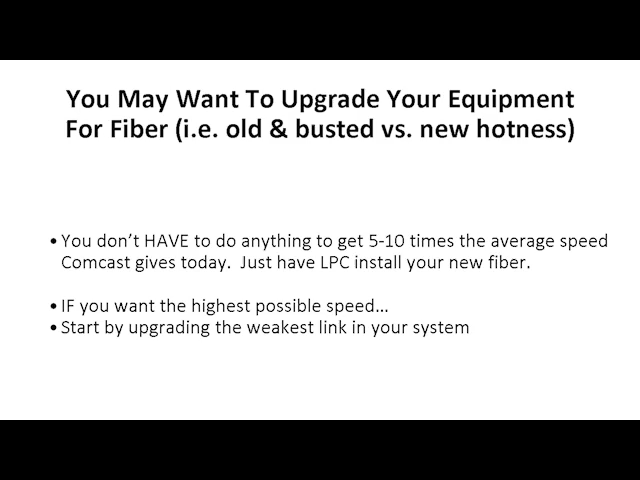 You May Want To Upgrade Your Equipment
For Fiber (i.e. old & busted vs. new hotness)
• You don’t HAVE to do anything to get 5-10 times the average speed
Comcast gives today.  Just have LPC install your new fiber.
• IF you want the highest possible speed…
• Start by upgrading the weakest link in your system